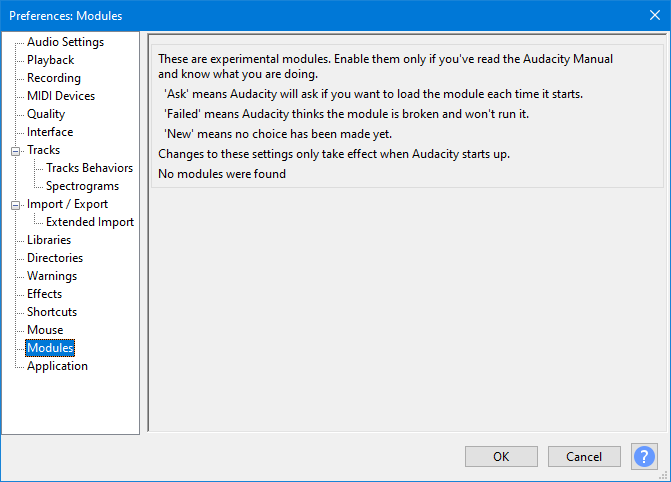 Preferences: Modules
Audio Settings
Playback
Recording
MIDI Devices
Quality
Interface
Tracks
Tracks Behaviors
Spectrograms
Import / Export
Extended Import
Libraries
Directories
Warnings
Effects
Shortcuts
Mouse
Modules
Application
These are experimental modules. Enable them only if you've read the Audacity Manual
and know what you are doing.
'Ask' means Audacity will ask if you want to load the module each time it starts.
'Failed' means Audacity thinks the module is broken and won't run it.
'New' means no choice has been made yet.
Changes to these settings only take effect when Audacity starts up.
No modules were found
OK
Cancel
?